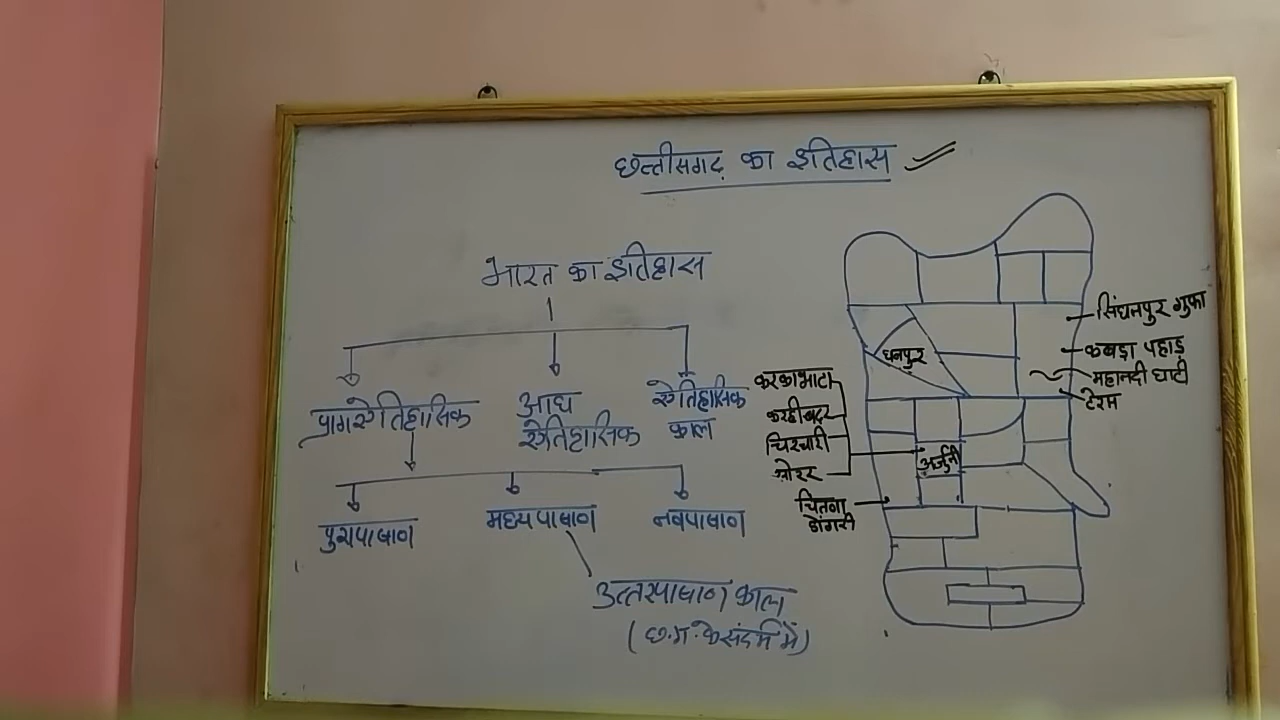 छत्तीसगढ़ का इतिहास
भारत का इतिहास
प्रागऐतिहासिक
आद्य
ऐतिहासिक
ऐतिहासिक
काल
पुरापाषाण
मध्यपाषाण
नवपाषाण
उत्तरपाषाण काल
(छ.ग. के संदर्भ में)
सिंघनपुर गुफा
कबड़ा पहाड़
महानदी घाटी
टेरम
धनपुर
करकाभाटा
करहीभदर
चिरचारी
सोरर
अर्जुनी
चितवा
डोंगरी